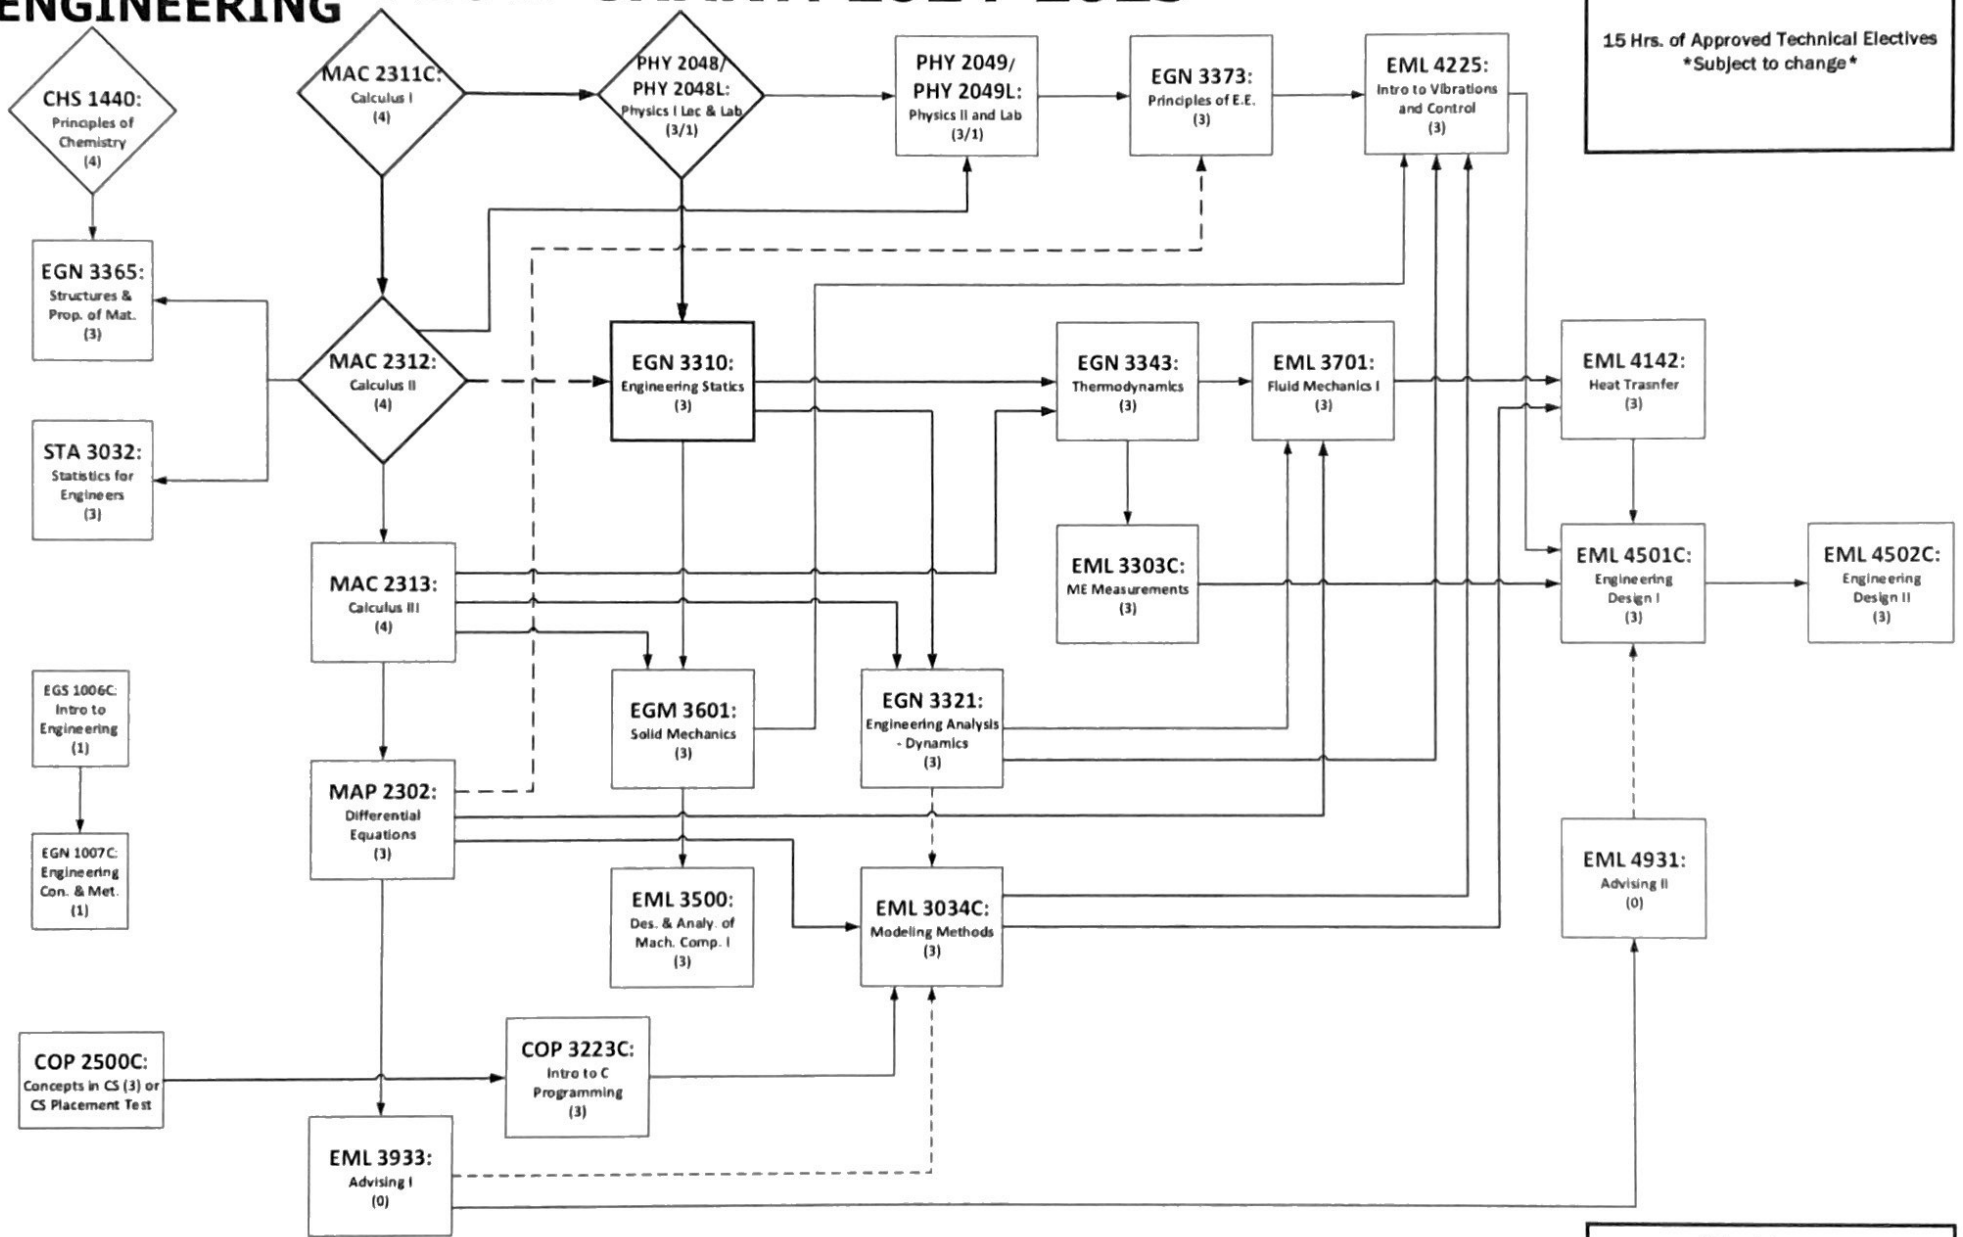 ENGINEERING
15 Hrs. of Approved Technical Electives
*Subject to change*
CHS 1440:
Principles of
Chemistry
(4)
MAC 2311C:
Calculus I
(4)
PHY 2048/
PHY 2048L:
Physics I Lec & Lab
(3/1)
PHY 2049/
PHY 2049L:
Physics II and Lab
(3/1)
EGN 3373:
Principles of E.E.
(3)
EML 4225:
Intro to Vibrations
and Control
(3)
EGN 3365:
Structures &
Prop. of Mat.
(3)
MAC 2312:
Calculus II
(4)
EGN 3310:
Engineering Statics
(3)
EGN 3343:
Thermodynamics
(3)
EML 3701:
Fluid Mechanics I
(3)
EML 4142:
Heat Trasnfer
(3)
STA 3032:
Statistics for
Engineers
(3)
MAC 2313:
Calculus III
(4)
EML 3303C:
ME Measurements
(3)
EML 4501C:
Engineering
Design I
(3)
EML 4502C:
Engineering
Design II
(3)
EGS 1006C:
Intro to
Engineering
(1)
EGM 3601:
Solid Mechanics
(3)
EGN 3321:
Engineering Analysis
- Dynamics
(3)
MAP 2302:
Differential
Equations
(3)
EGN 1007C:
Engineering
Con. & Met.
(1)
EML 3500:
Des. & Analy. of
Mach. Comp. I
(3)
EML 3034C:
Modeling Methods
(3)
EML 4931:
Advising II
(0)
COP 2500C:
Concepts in CS (3) or
CS Placement Test
COP 3223C:
Intro to C
Programming
(3)
EML 3933:
Advising I
(0)